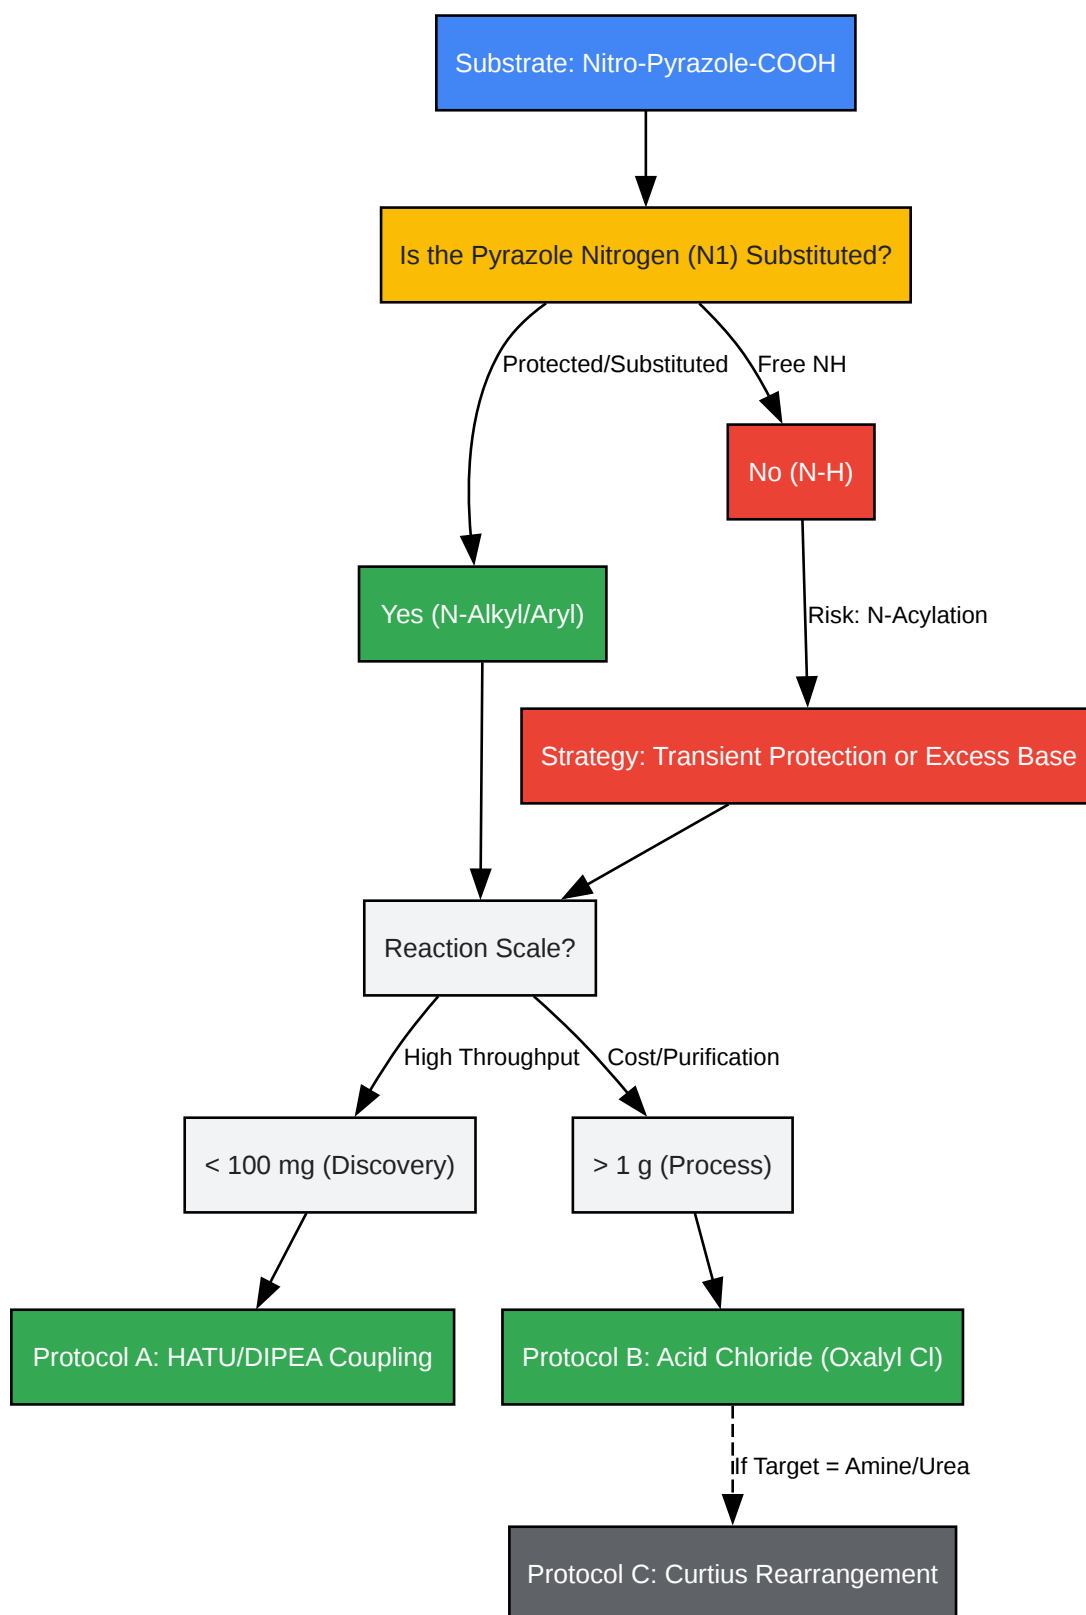 Substrate: Nitro-Pyrazole-COOH
Is the Pyrazole Nitrogen (N1) Substituted?
Protected/Substituted
Free NH
No (N-H)
Yes (N-Alkyl/Aryl)
Risk: N-Acylation
Strategy: Transient Protection or Excess Base
Reaction Scale?
High Throughput
Cost/Purification
< 100 mg (Discovery)
> 1 g (Process)
Protocol A: HATU/DIPEA Coupling
Protocol B: Acid Chloride (Oxalyl Cl)
If Target = Amine/Urea
Protocol C: Curtius Rearrangement